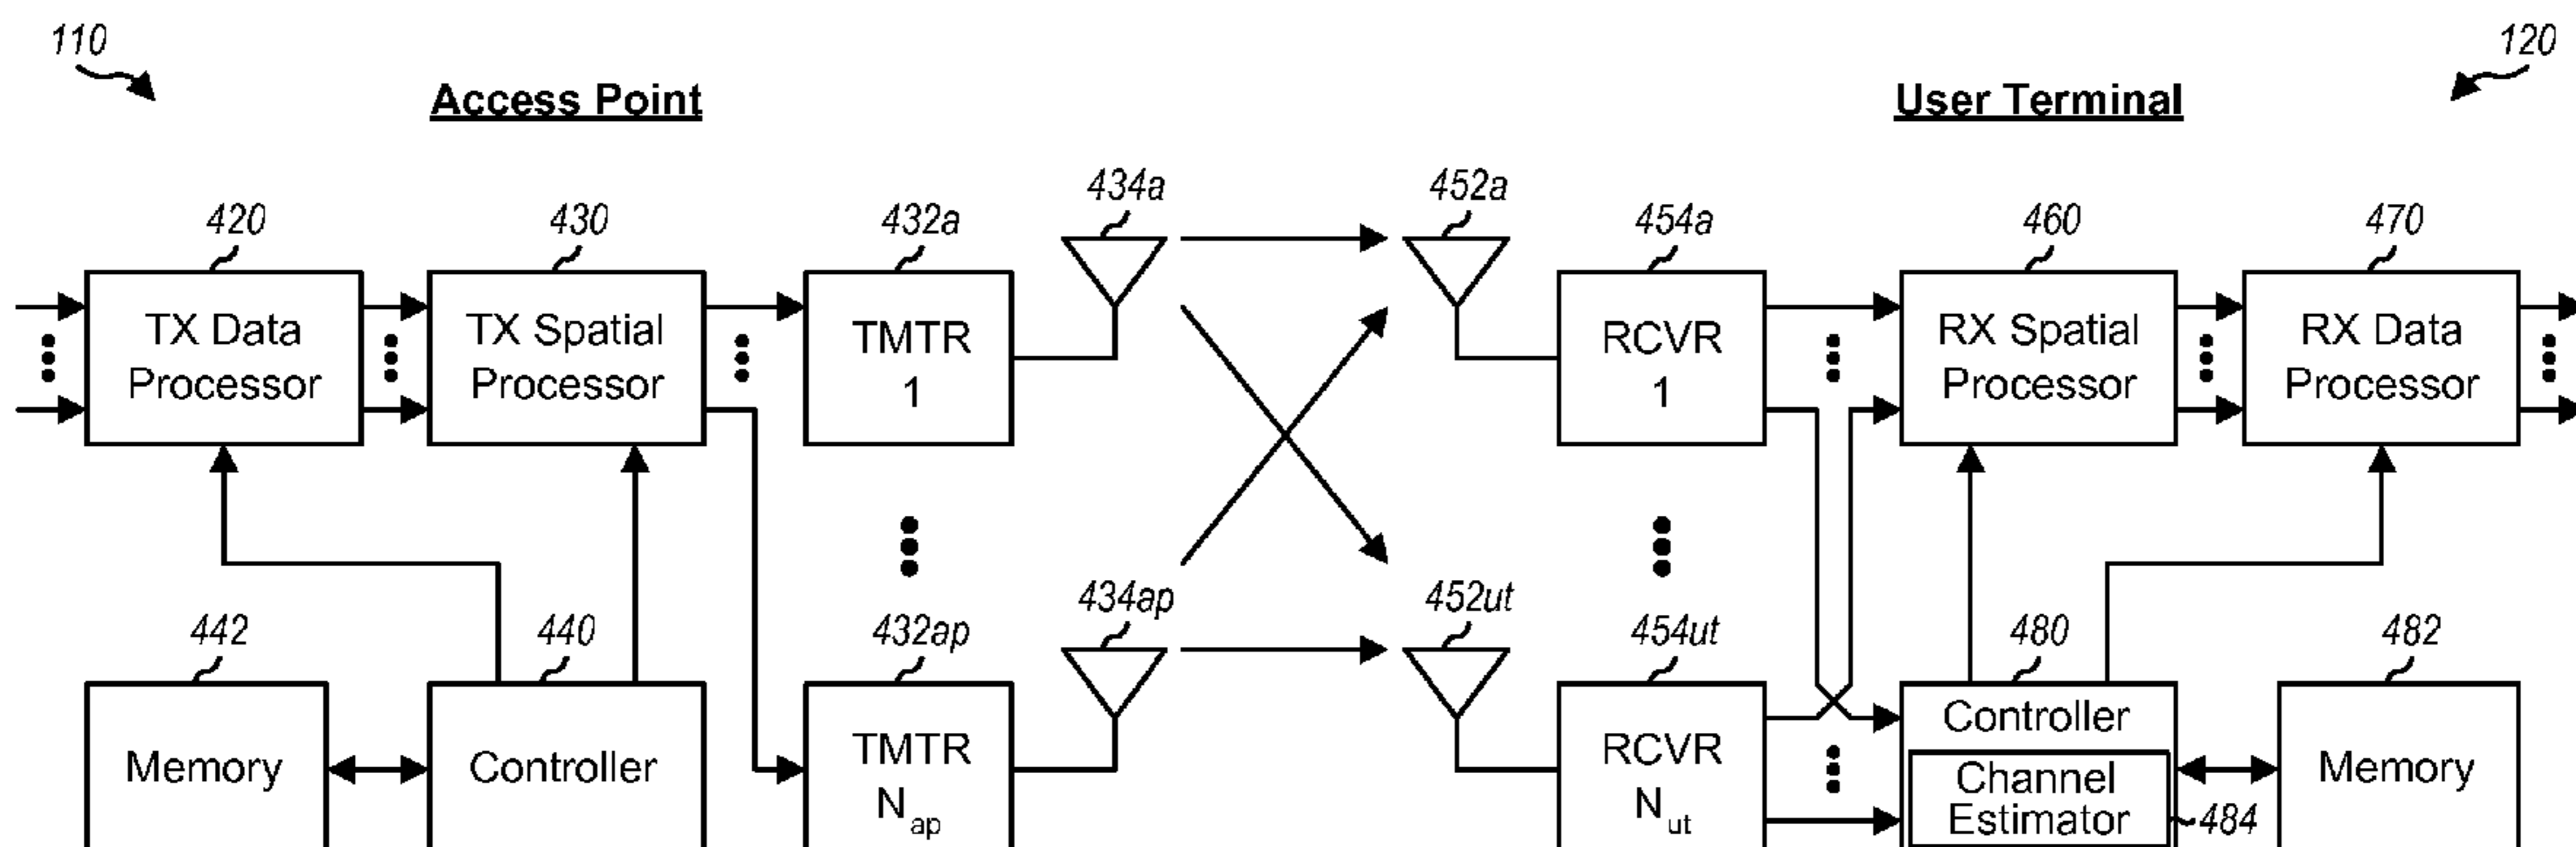 110
120
Access Point
User Terminal
434a
452a
420
430
432a
454a
460
470
TX Data
Processor
TX Spatial
Processor
TMTR
1
RCVR
1
RX Spatial
Processor
RX Data
Processor
434ap
452ut
442
440
432ap
454ut
480
482
Memory
Controller
TMTR
Nap
RCVR
Nut
Controller
Channel
Estimator
484
Memory